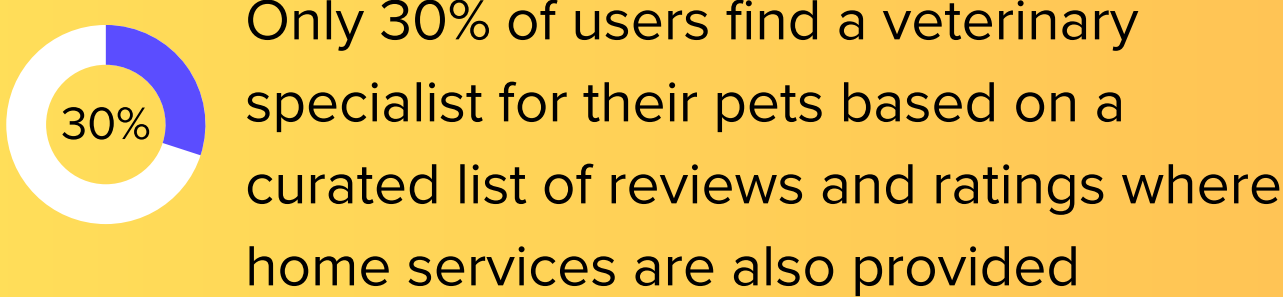 30%
Only 30% of users find a veterinary
specialist for their pets based on a
curated list of reviews and ratings where
home services are also provided